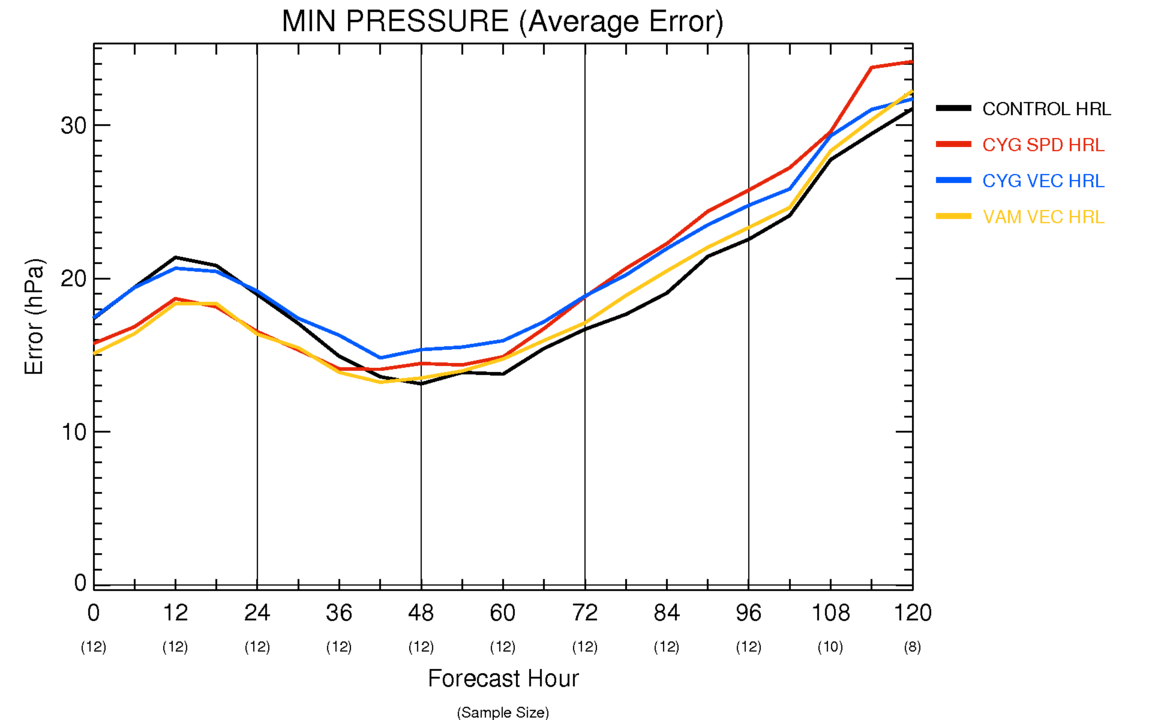 MIN PRESSURE (Average Error)
30
20
10
0
Error (hPa)
CONTROL HRL
CYG SPD HRL
CYG VEC HRL
VAM VEC HRL
0 12 24 36 48 60 72 84 96 108 120
(12) (12) (12) (12) (12) (12) (12) (12) (12) (10) (8)
Forecast Hour
(Sample Size)